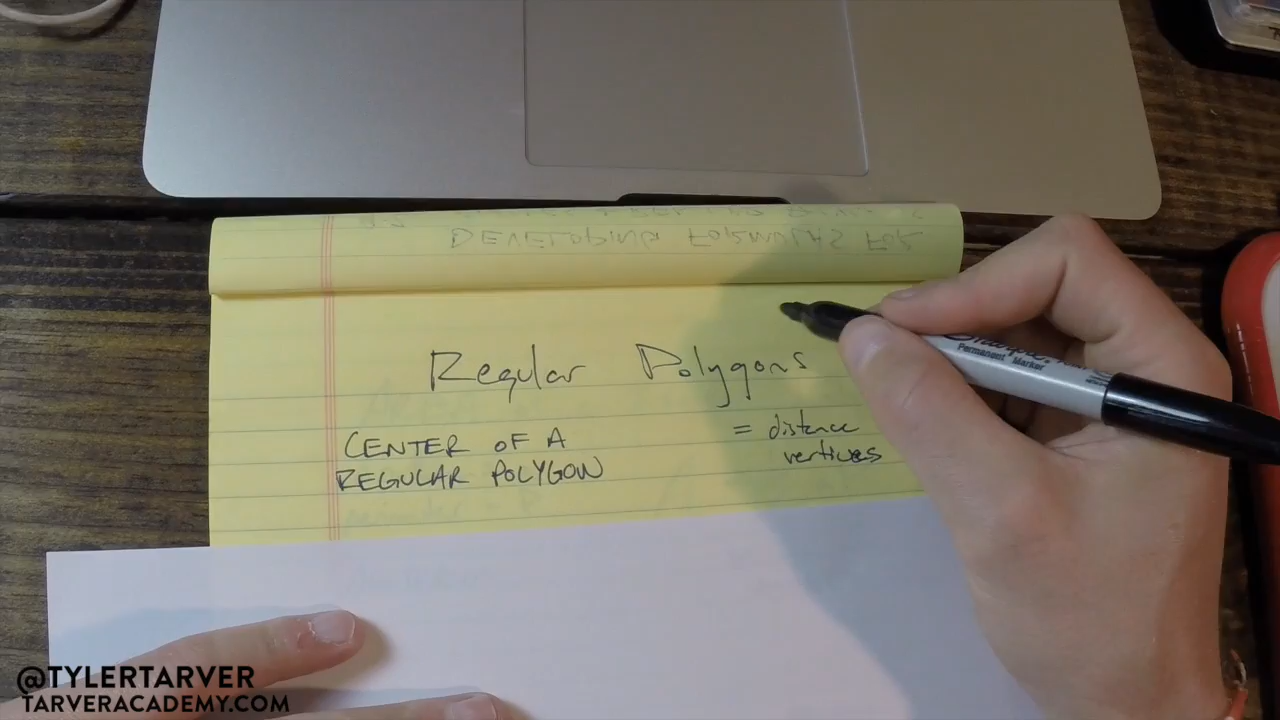 DEVELOPING FORMULAS FOR
Regular Polygons
CENTER OF A
REGULAR POLYGON
= distance
vertices
Sharpie
Permanent Marker
@TYLERTARVER
TARVERACADEMY.COM